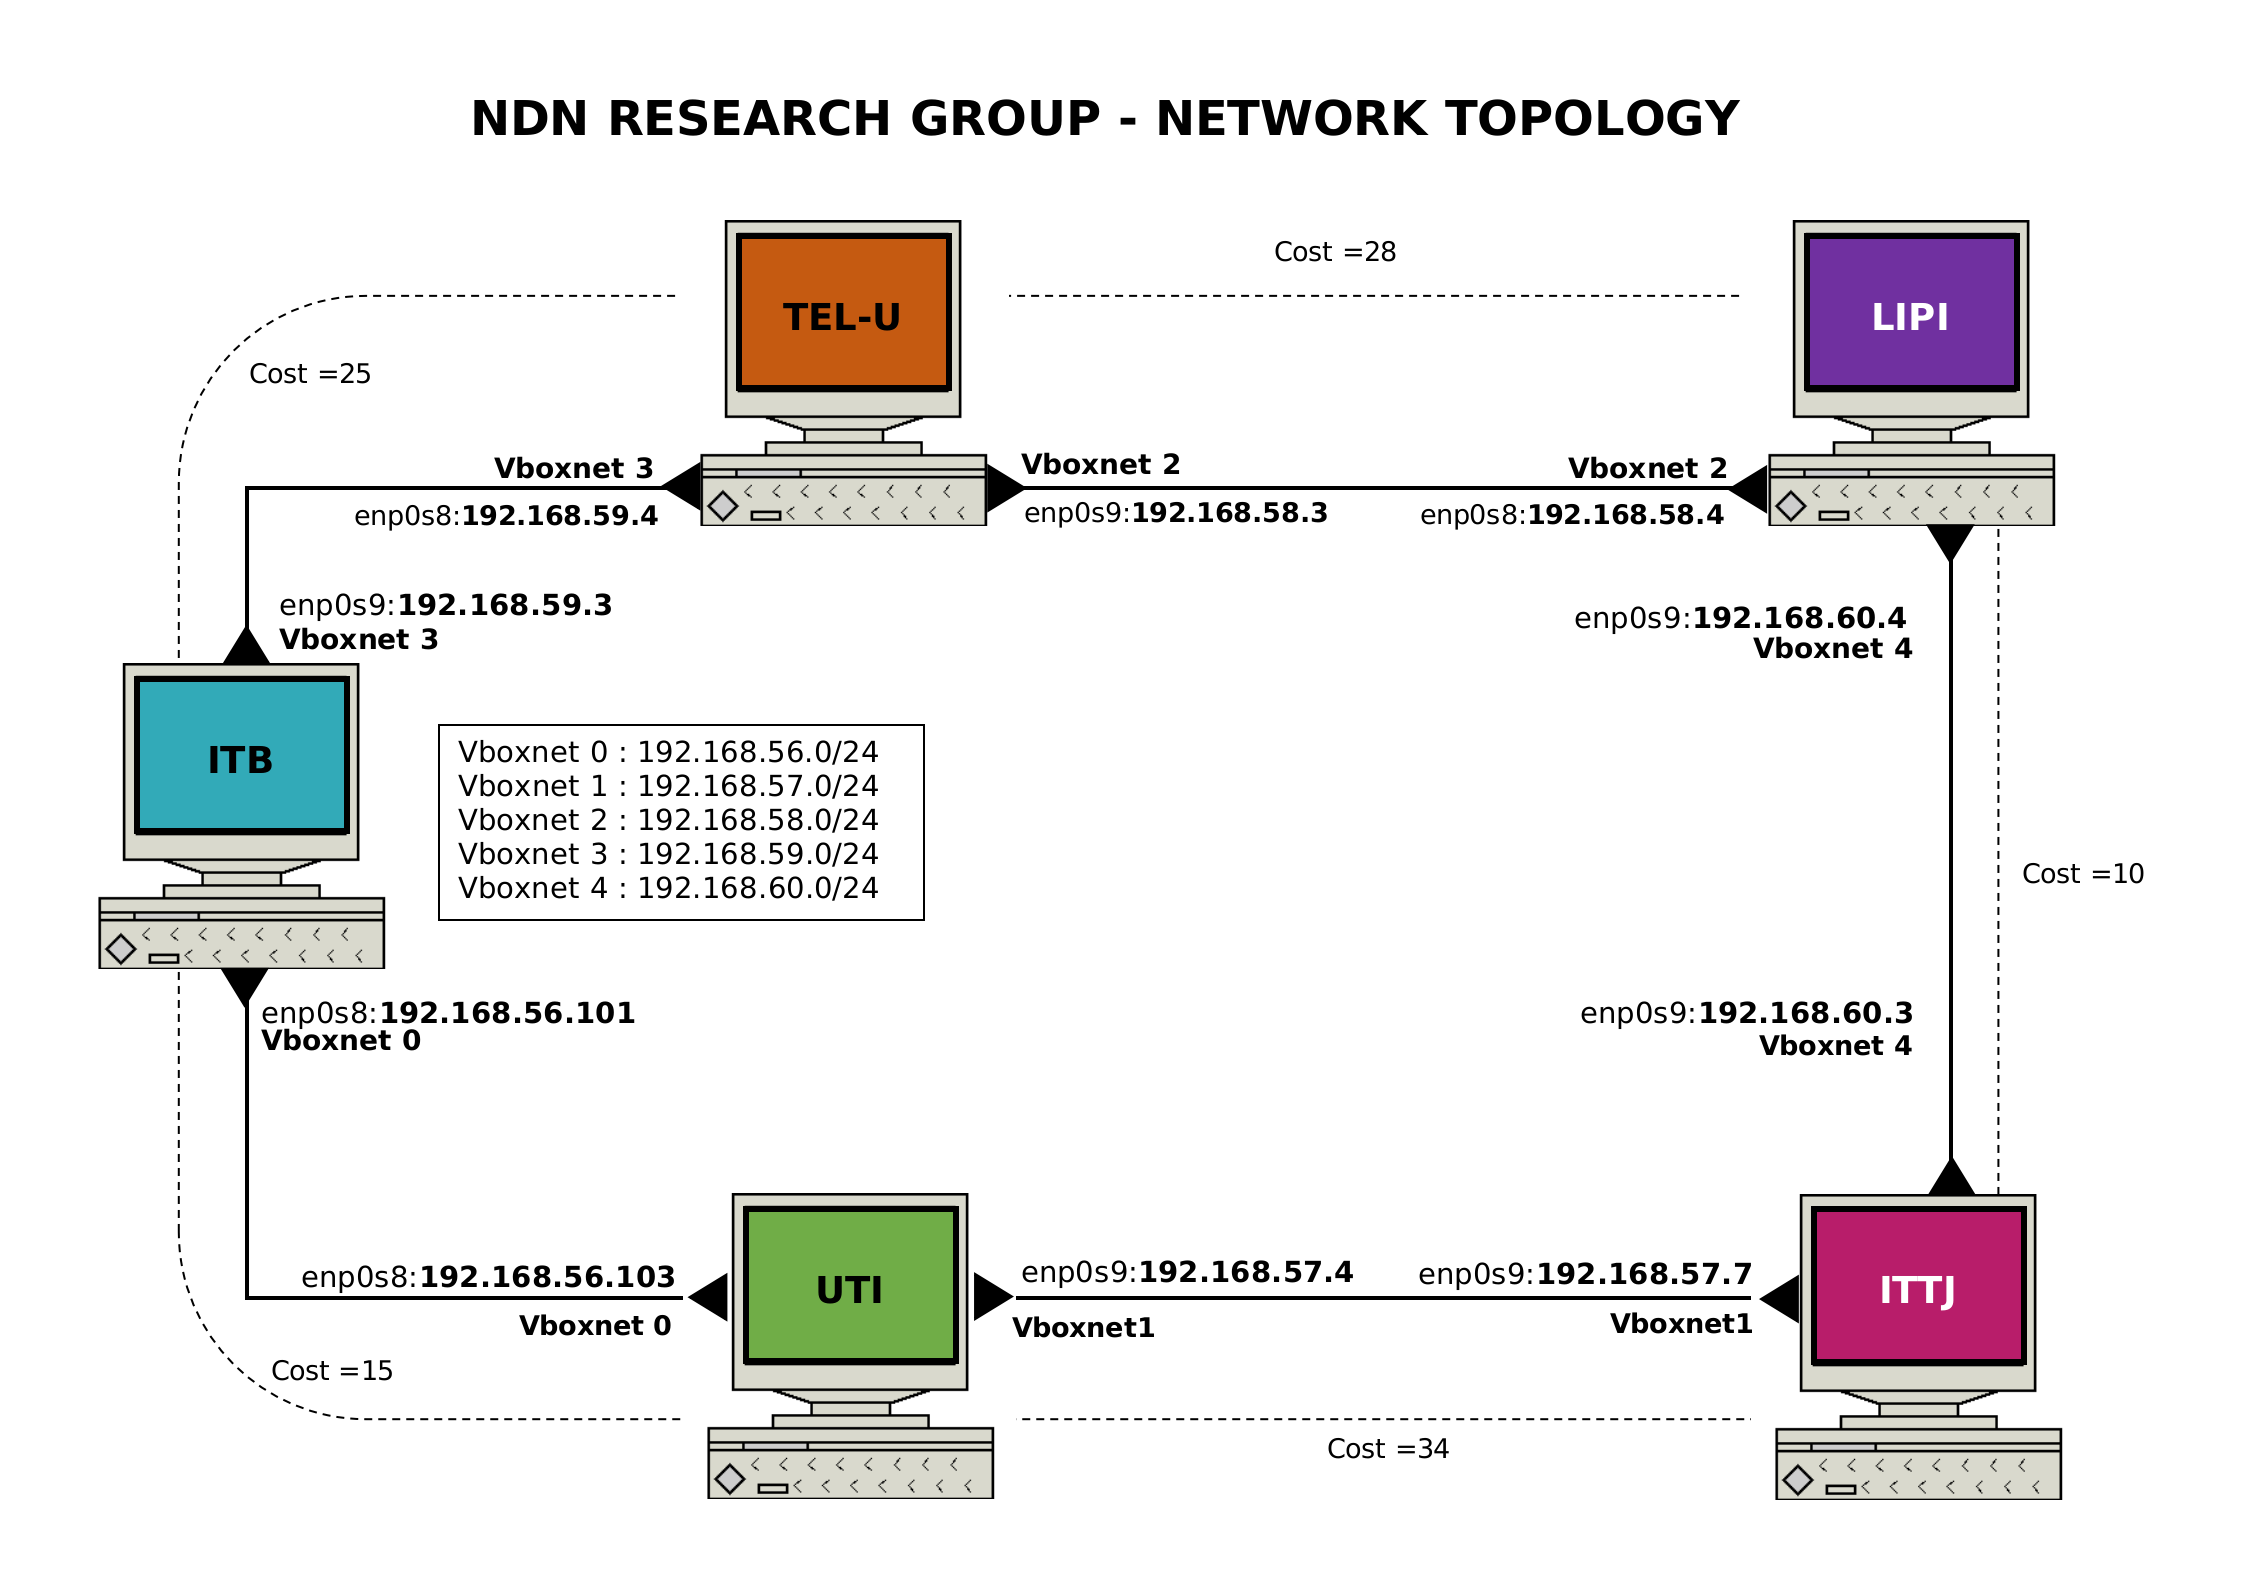 NDN RESEARCH GROUP - NETWORK TOPOLOGY
Cost =28
TEL-U
LIPI
Cost =25
Vboxnet 3
Vboxnet 2
Vboxnet 2
enp0s8:192.168.59.4
enp0s9:192.168.58.3
enp0s8:192.168.58.4
enp0s9:192.168.59.3
Vboxnet 3
enp0s9:192.168.60.4
Vboxnet 4
ITB
Vboxnet 0 : 192.168.56.0/24
Vboxnet 1 : 192.168.57.0/24
Vboxnet 2 : 192.168.58.0/24
Vboxnet 3 : 192.168.59.0/24
Vboxnet 4 : 192.168.60.0/24
Cost =10
enp0s8:192.168.56.101
Vboxnet 0
enp0s9:192.168.60.3
Vboxnet 4
enp0s8:192.168.56.103
Vboxnet 0
UTI
enp0s9:192.168.57.4
Vboxnet1
enp0s9:192.168.57.7
Vboxnet1
ITTJ
Cost =15
Cost =34